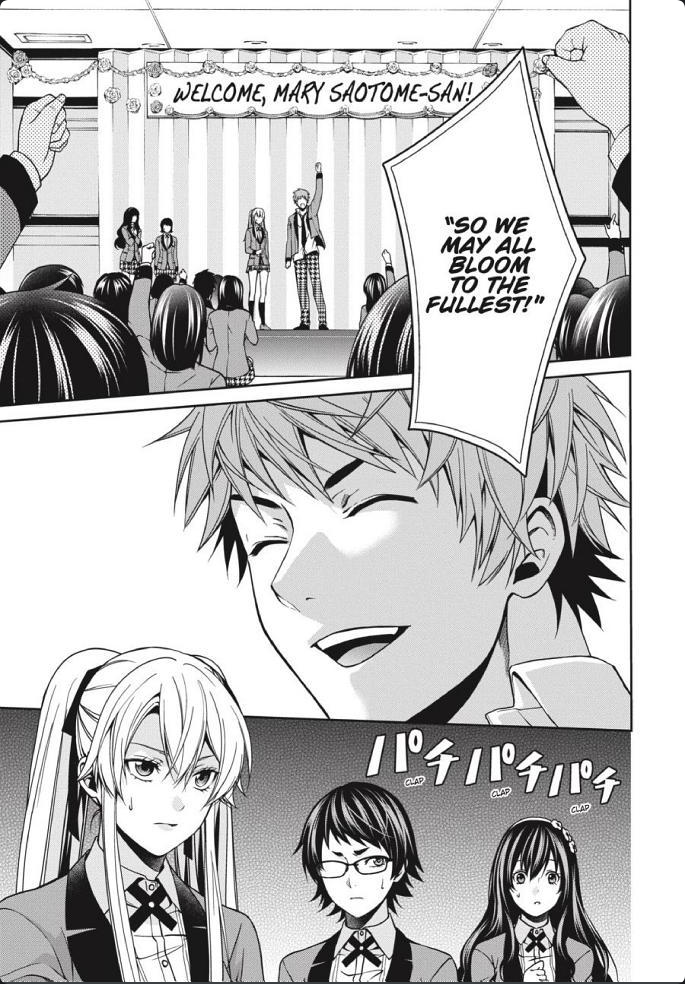 WELCOME, MARY SAOTOME-SAN!
"SO WE
MAY ALL
BLOOM
TO THE
FULLEST!"
パチ パチ パチ
CLAP
CLAP
CLAP